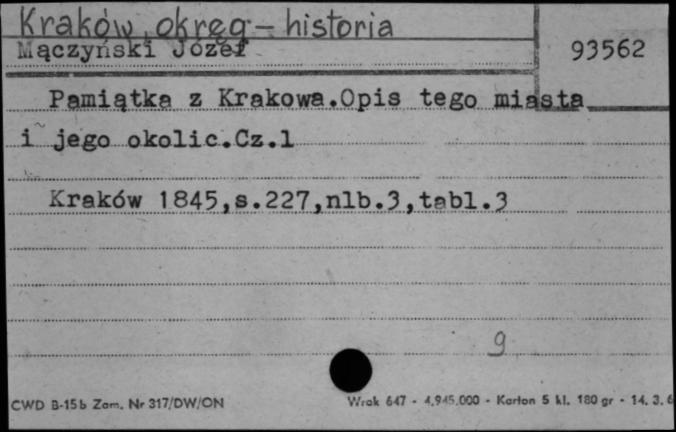 Kraków, okręg - historia
Mączyński Józef
93562
Pamiątka z Krakowa.Opis tego miasta
i jego okolic.Cz.1
Kraków 1845,s.227,nlb.3,tabl.3
9
CWD B-15b Zam. Nr 317/DW/ON
Wrak 647 - 4.945.000 - Karton 5 kl. 180 gr - 14. 3. 6